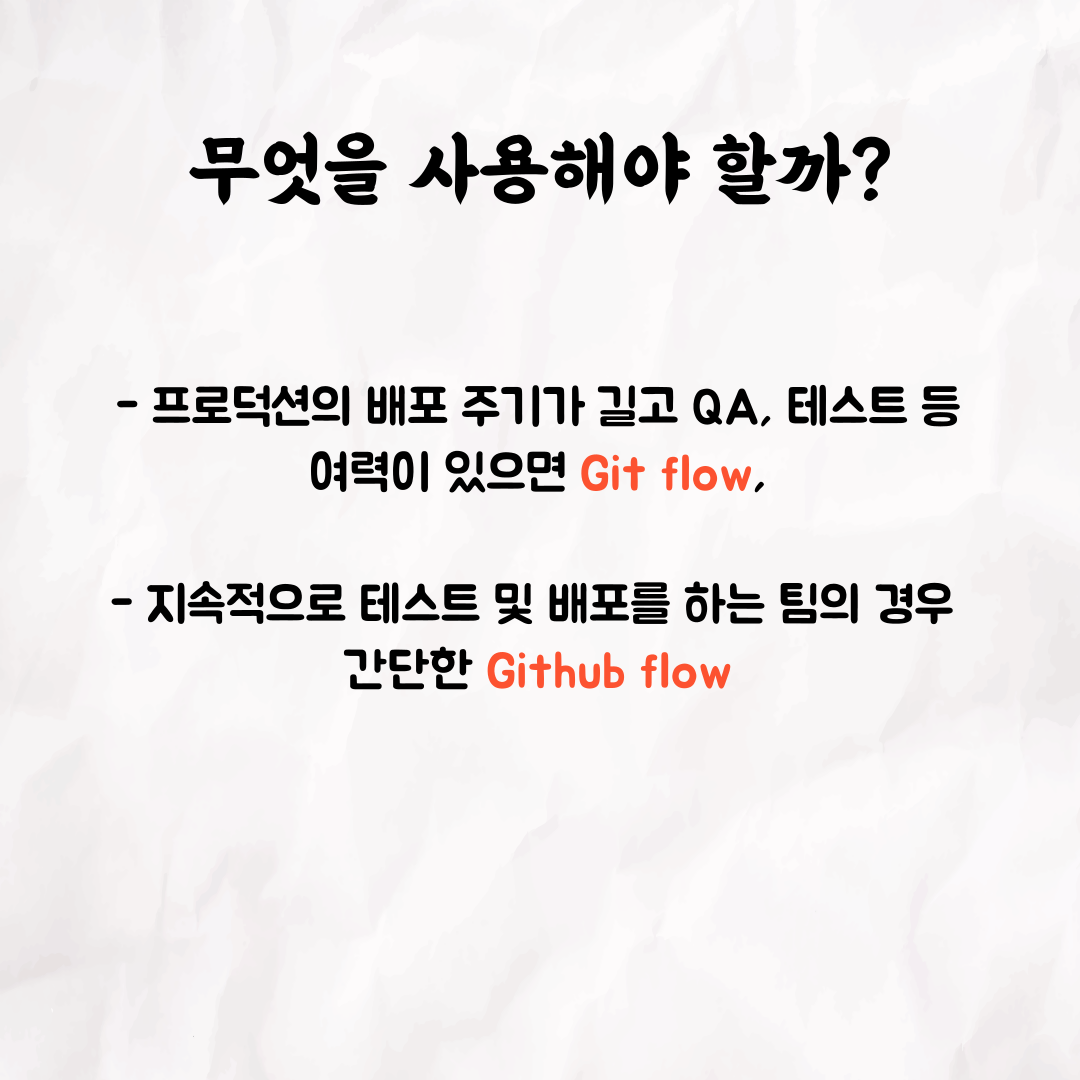 무엇을 사용해야 할까?
- 프로덕션의 배포 주기가 길고 QA, 테스트 등
여력이 있으면 Git flow,
- 지속적으로 테스트 및 배포를 하는 팀의 경우
간단한 Github flow